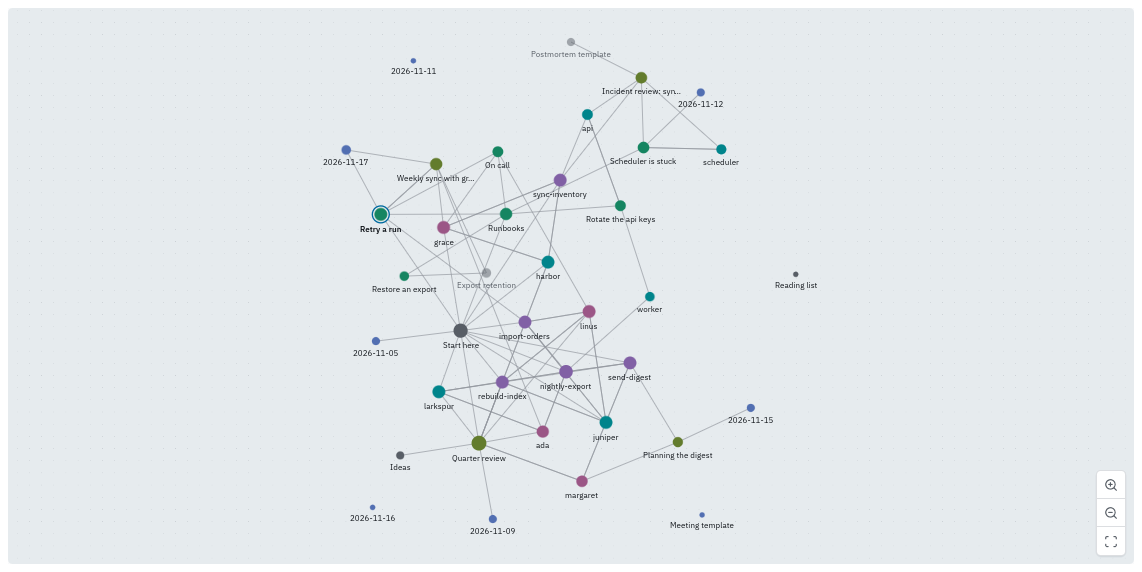 Postmortem template
2026-11-11
Incident review: syn...
2026-11-12
api
2026-11-17
On call
Scheduler is stuck
scheduler
Weekly sync with gr...
sync-inventory
Rotate the api keys
Retry a run
grace
Runbooks
harbor
Restore an export
Export retention
Reading list
worker
linus
import-orders
Start here
2026-11-05
send-digest
nightly-export
rebuild-index
larkspur
2026-11-15
juniper
ada
Quarter review
Planning the digest
Ideas
margaret
2026-11-16
2026-11-09
Meeting template